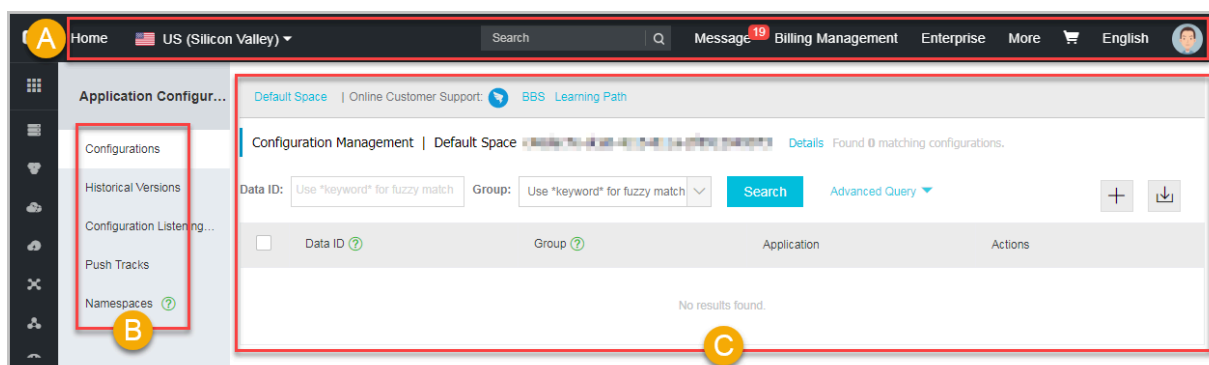 A Home US (Silicon Valley) Search Message 19 Billing Management Enterprise More English
Application Configur...
Configurations
Historical Versions
Configuration Listening...
Push Tracks
Namespaces ?
B
Default Space | Online Customer Support: BBS Learning Path
Configuration Management | Default Space Details Found 0 matching configurations.
Data ID: Use *keyword* for fuzzy match Group: Use *keyword* for fuzzy match Search Advanced Query
Data ID ? Group ? Application Actions
No results found.
C